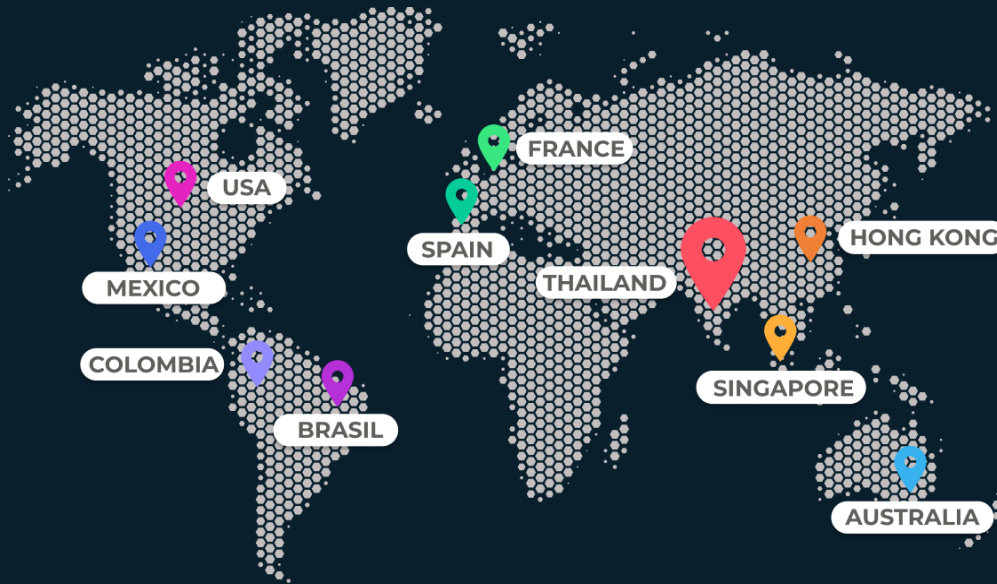 FRANCE
USA
HONG KONG
SPAIN
THAILAND
MEXICO
COLOMBIA
SINGAPORE
BRASIL
AUSTRALIA